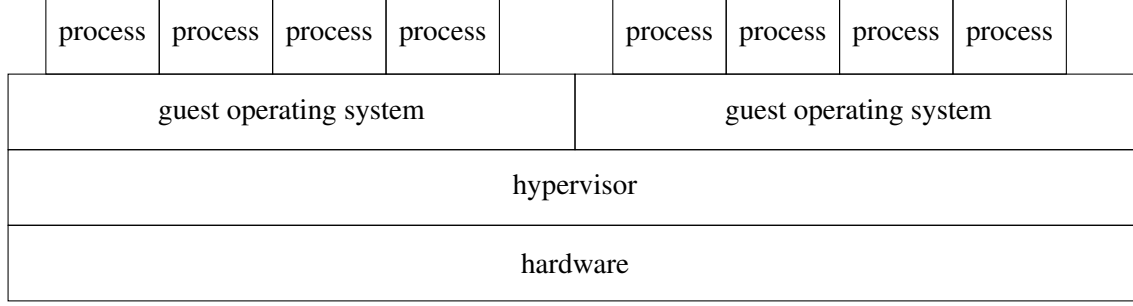 process process process process process process process process
guest operating system guest operating system
hypervisor
hardware